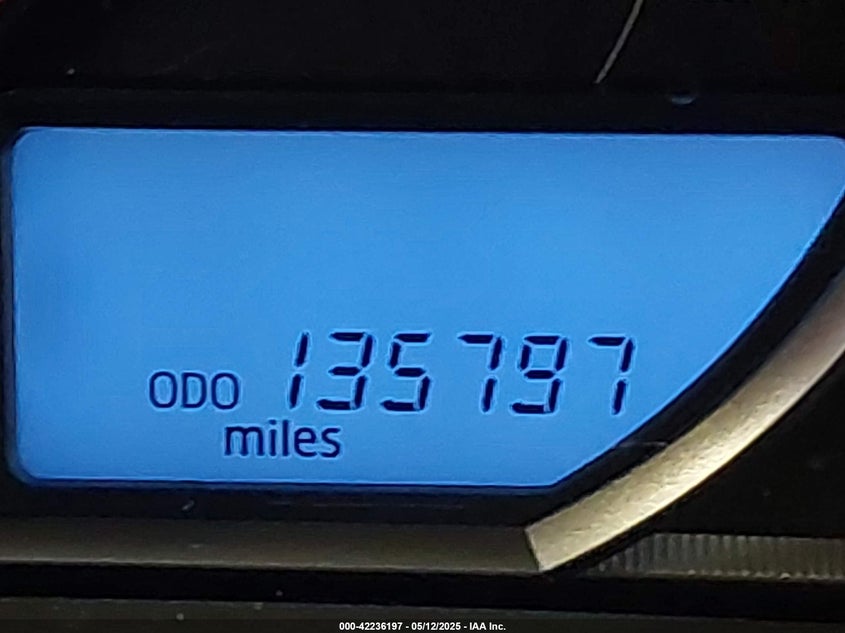 ODO 135797
miles
000-42236197 - 05/12/2025 - IAA Inc.